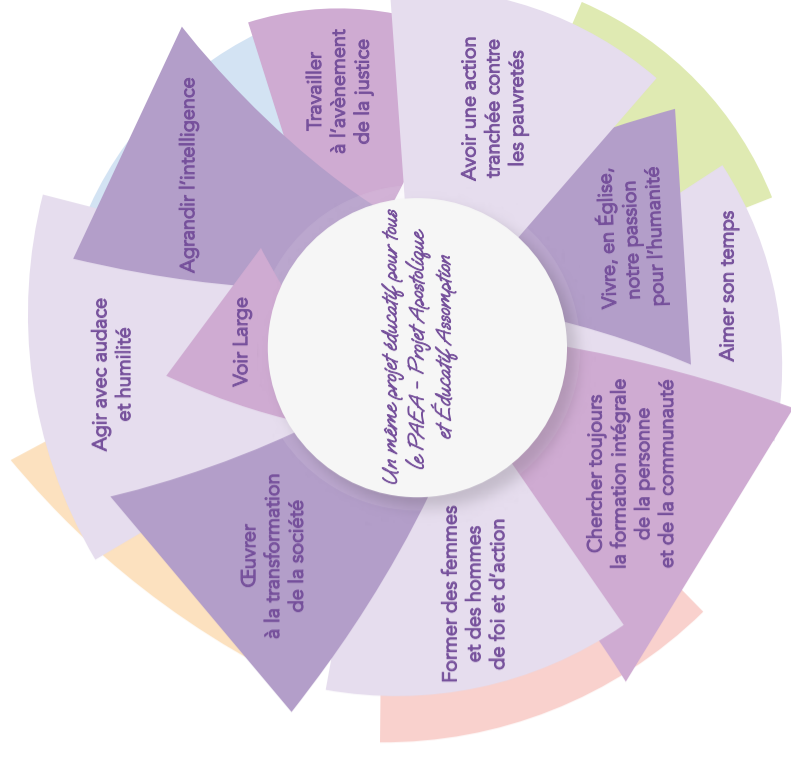 Agir avec audace
et humilité
Agrandir l'intelligence
Voir Large
Œuvrer
à la transformation
de la société
Travailler
à l'avènement
de la justice
Un même projet éducatif pour tous
le PAEA - Projet Apostolique
et Éducatif Assomption
Former des femmes
et des hommes
de foi et d'action
Avoir une action
tranchée contre
les pauvretés
Chercher toujours
la formation intégrale
de la personne
et de la communauté
Vivre, en Église,
notre passion
pour l'humanité
Aimer son temps